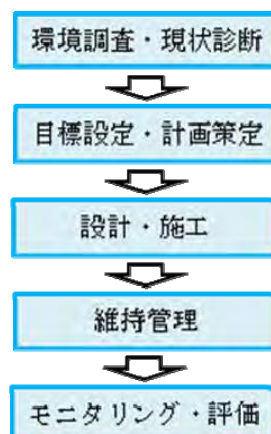 環境調査・現状診断
目標設定・計画策定
設計・施工
維持管理
モニタリング・評価